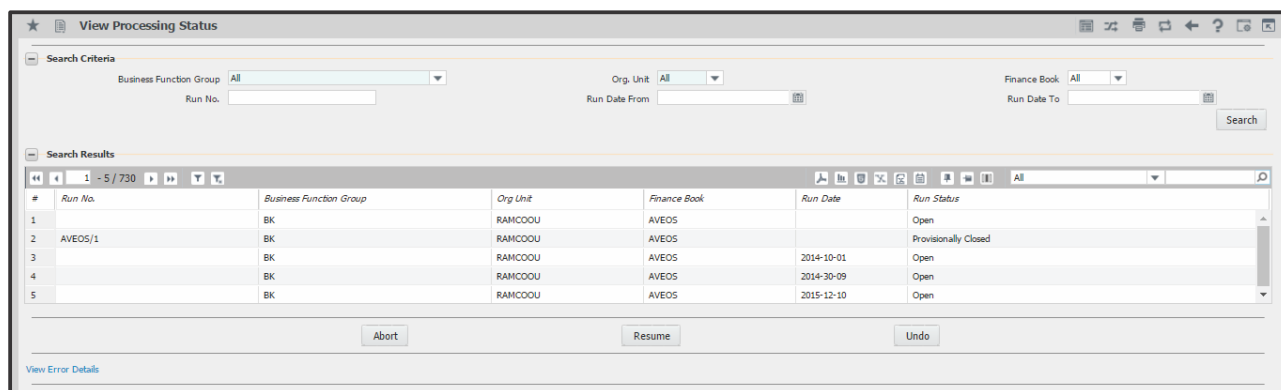 View Processing Status
Search Criteria
Business Function Group All Org. Unit All Finance Book All
Run No. Run Date From Run Date To
Search
Search Results
1 - 5 / 730 All
# Run No. Business Function Group Org Unit Finance Book Run Date Run Status
1 BK RAMCOOU AVEOS Open
2 AVEOS/1 BK RAMCOOU AVEOS Provisionally Closed
3 BK RAMCOOU AVEOS 2014-10-01 Open
4 BK RAMCOOU AVEOS 2014-30-09 Open
5 BK RAMCOOU AVEOS 2015-12-10 Open
Abort Resume Undo
View Error Details